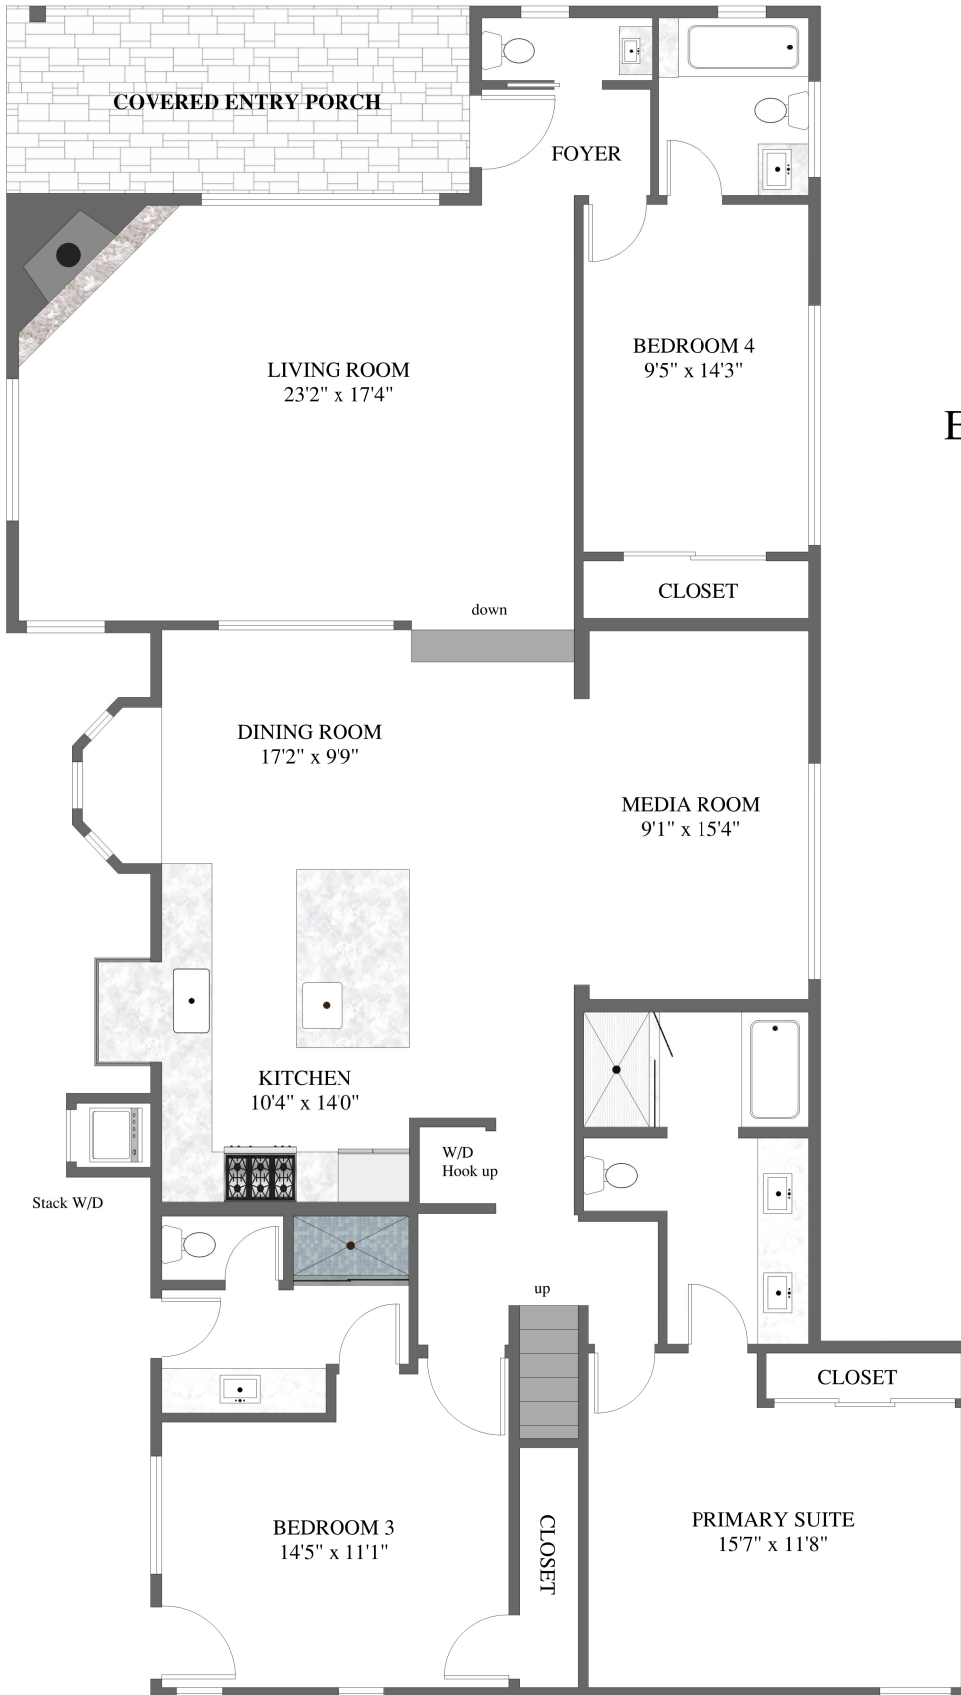 COVERED ENTRY PORCH
FOYER
LIVING ROOM
23'2" x 17'4"
BEDROOM 4
9'5" x 14'3"
E
CLOSET
down
DINING ROOM
17'2" x 9'9"
MEDIA ROOM
9'1" x 15'4"
KITCHEN
10'4" x 14'0"
W/D
Hook up
Stack W/D
up
CLOSET
BEDROOM 3
14'5" x 11'1"
CLOSET
PRIMARY SUITE
15'7" x 11'8"